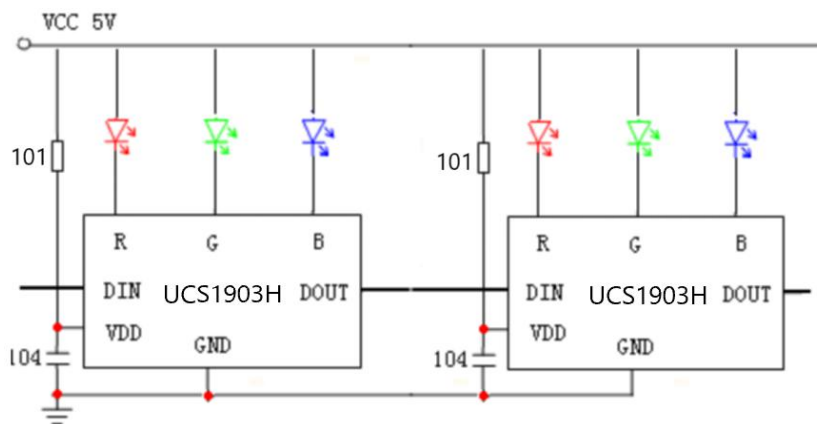 VCC 5V
101
101
R G B
DIN UCS1903H DOUT
VDD
GND
104
R G B
DIN UCS1903H DOUT
VDD
GND
104